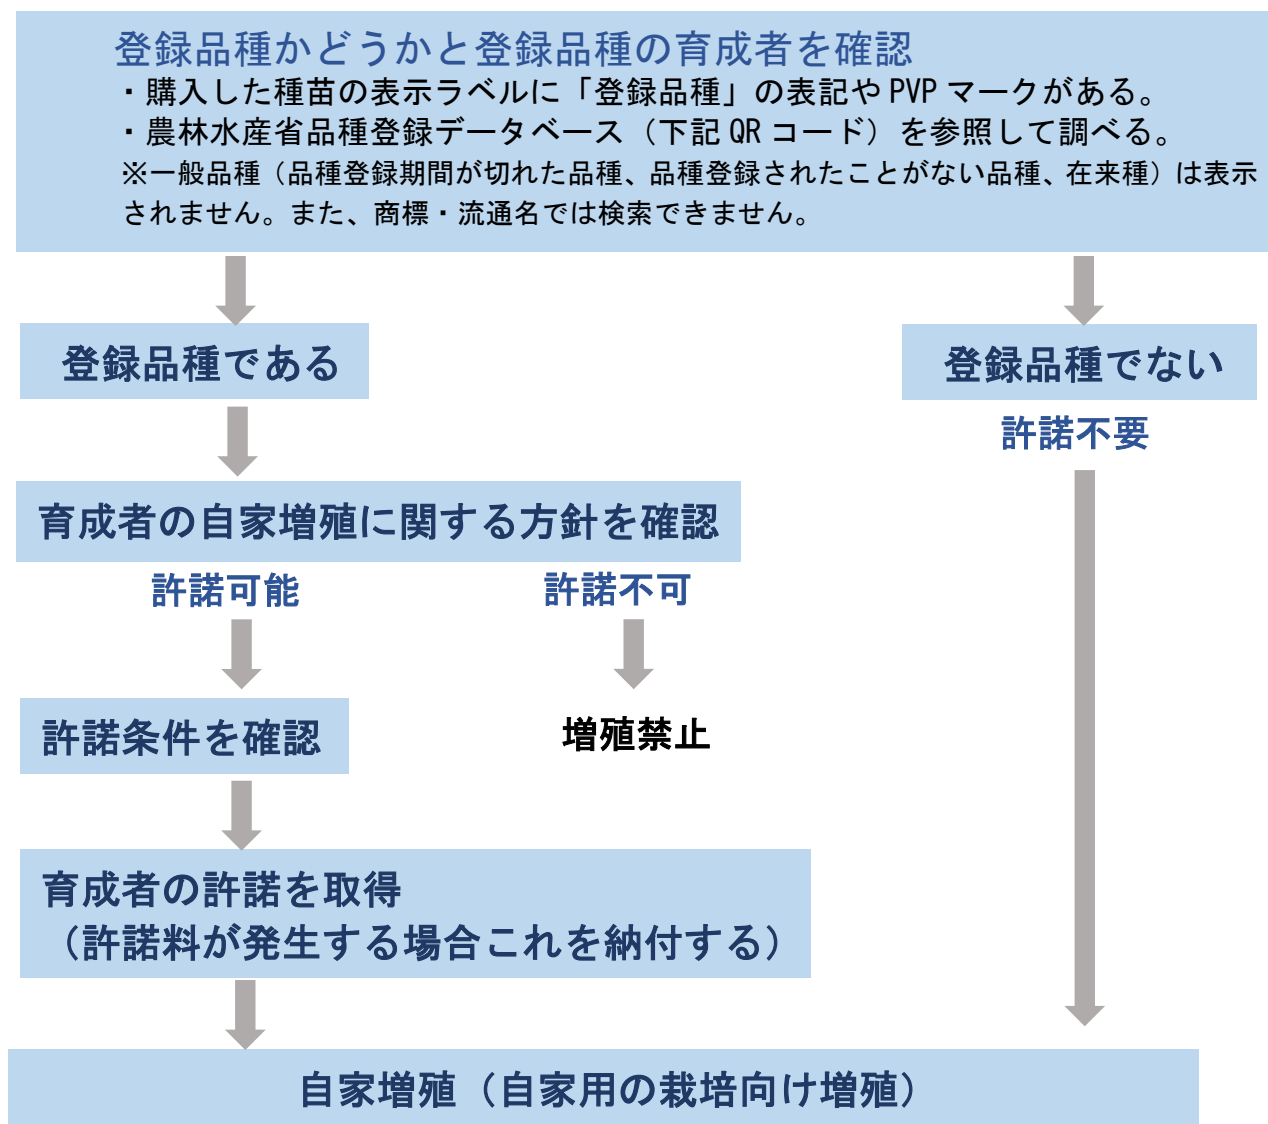 登録品種かどうかと登録品種の育成者を確認
・購入した種苗の表示ラベルに「登録品種」の表記や PVP マークがある。
・農林水産省品種登録データベース（下記 QR コード）を参照して調べる。
※一般品種（品種登録期間が切れた品種、品種登録されたことがない品種、在来種）は表示
されません。また、商標・流通名では検索できません。
登録品種である
登録品種でない
許諾不要
育成者の自家増殖に関する方針を確認
許諾可能
許諾不可
許諾条件を確認
増殖禁止
育成者の許諾を取得
（許諾料が発生する場合これを納付する）
自家増殖（自家用の栽培向け増殖）